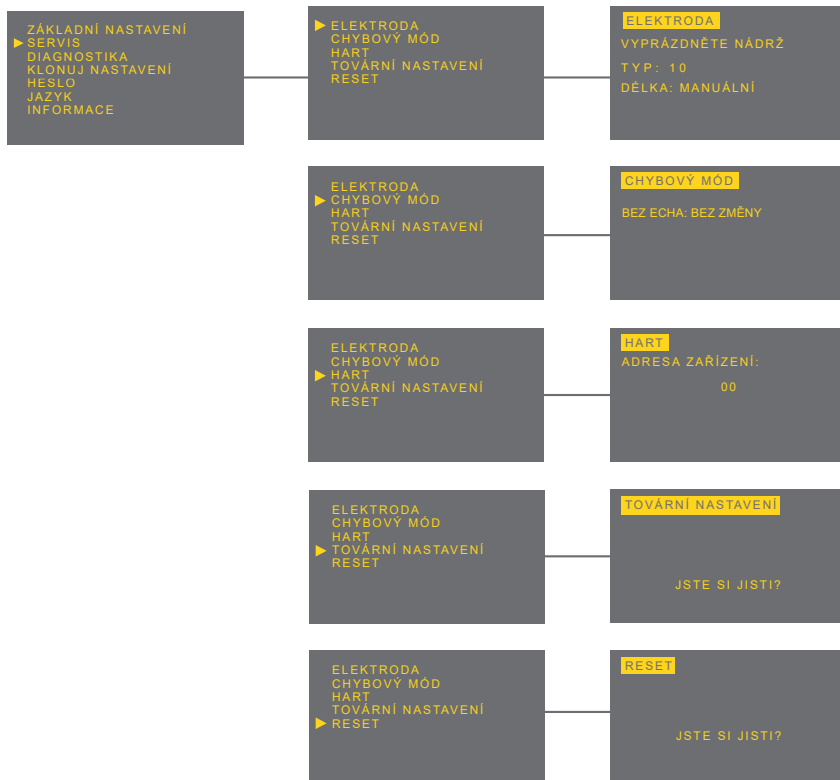 ZÁKLADNÍ NASTAVENÍ
SERVIS
DIAGNOSTIKA
KLONUJ NASTAVENÍ
HESLO
JAZYK
INFORMACE
ELEKTRODA
CHYBOVÝ MÓD
HART
TOVÁRNÍ NASTAVENÍ
RESET
ELEKTRODA
VYPRÁZDNĚTE NÁDRŽ
TYP: 10
DÉLKA: MANUÁLNÍ
ELEKTRODA
CHYBOVÝ MÓD
HART
TOVÁRNÍ NASTAVENÍ
RESET
CHYBOVÝ MÓD
BEZ ECHA: BEZ ZMĚNY
ELEKTRODA
CHYBOVÝ MÓD
HART
TOVÁRNÍ NASTAVENÍ
RESET
HART
ADRESA ZAŘÍZENÍ:
00
ELEKTRODA
CHYBOVÝ MÓD
HART
TOVÁRNÍ NASTAVENÍ
RESET
TOVÁRNÍ NASTAVENÍ
JSTE SI JISTI?
ELEKTRODA
CHYBOVÝ MÓD
HART
TOVÁRNÍ NASTAVENÍ
RESET
RESET
JSTE SI JISTI?